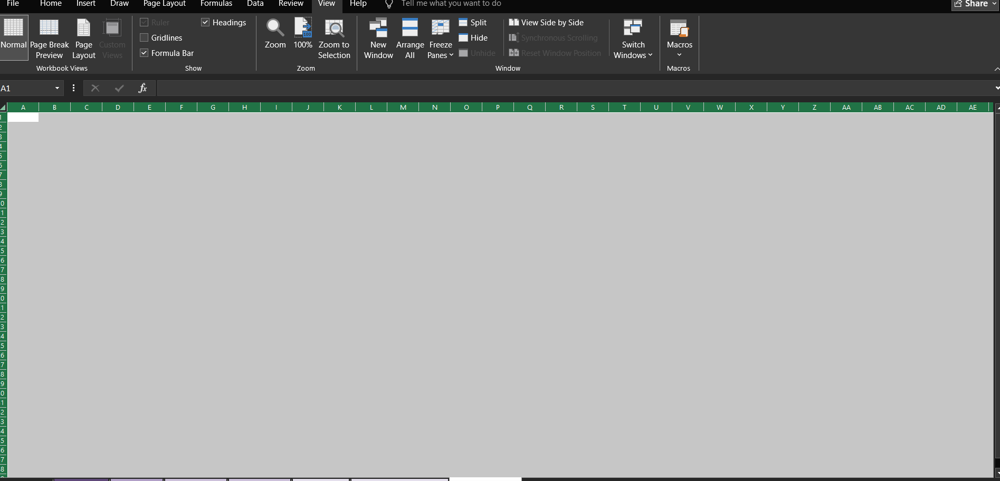 File Home Insert Draw Page Layout Formulas Data Review View Help Tell me what you want to do Share
Normal
Page Break
Preview
Page
Layout
Custom
Views
Workbook Views
Ruler
Headings
Gridlines
Formula Bar
Show
Zoom
100
100%
Zoom to
Selection
Zoom
New
Window
Arrange
All
Freeze
Panes
Split
Hide
Unhide
View Side by Side
Synchronous Scrolling
Reset Window Position
Window
Switch
Windows
Macros
Macros
A1
fx
A B C D E F G H I J K L M N O P Q R S T U V W X Y Z AA AB AC AD AE
1
2
3
4
5
6
7
8
9
0
1
2
3
4
5
6
7
8
9
0
1
2
3
4
5
6
7
8
9
0
1
2
3
4
5
6
7
8